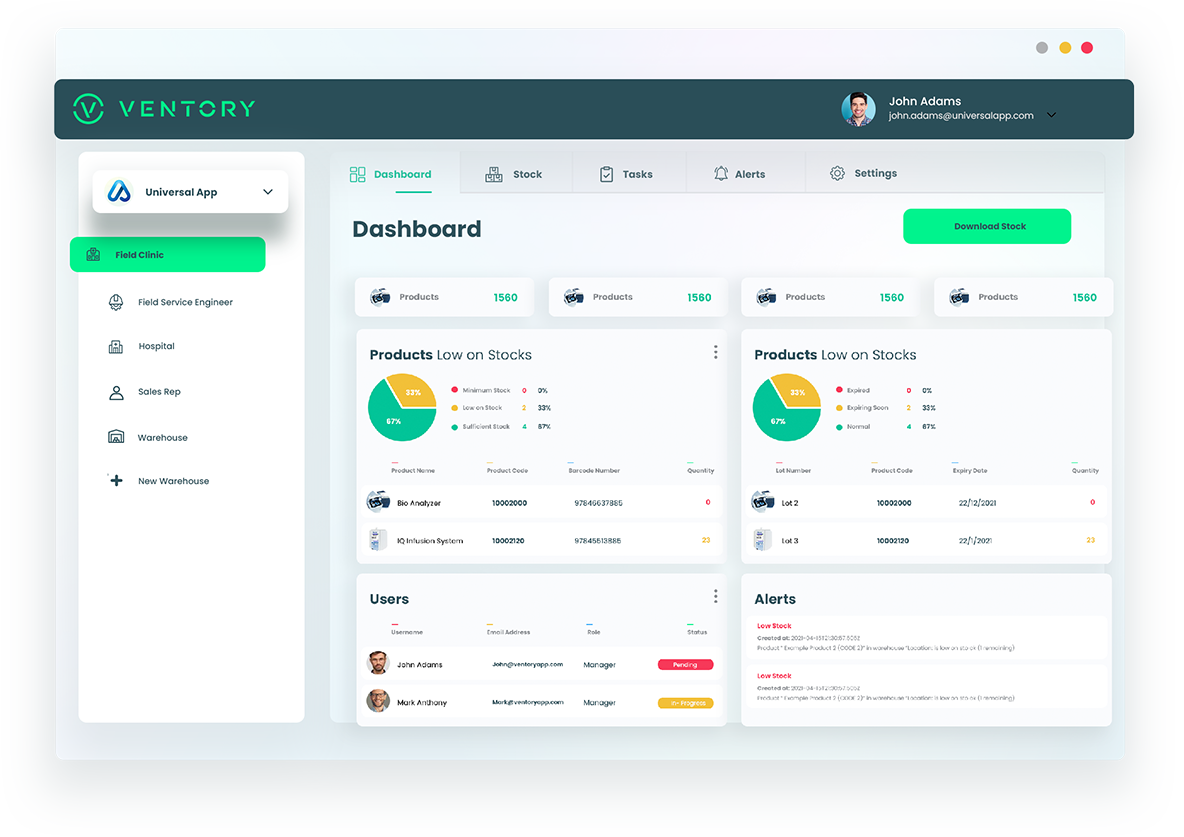 VENTORY
John Adams
john.adams@universalapp.com
Universal App
Field Clinic
Field Service Engineer
Hospital
Sales Rep
Warehouse
New Warehouse
Dashboard
Stock
Tasks
Alerts
Settings
Dashboard
Download Stock
Products 1560
Products 1560
Products 1560
Products 1560
Products Low on Stocks
33%
67%
Minimum Stock 0 0%
Low on Stock 2 33%
Sufficient Stock 4 67%
Product Name Product Code Barcode Number Quantity
Bio Analyzer 10002000 97846637885 0
IQ Infusion System 10002120 97845513885 23
Products Low on Stocks
33%
67%
Expired 0 0%
Expiring Soon 2 33%
Normal 4 67%
Lot Number Product Code Expiry Date Quantity
Lot 2 10002000 22/12/2021 0
Lot 3 10002120 22/1/2021 23
Users
Username Email Address Role Status
John Adams John@ventoryapp.com Manager Pending
Mark Anthony Mark@ventoryapp.com Manager In- Progress
Alerts
Low Stock
Created at:
Product " Example Product 2 (CODE 2)" in warehouse "Location: is low on stock (1 remaining)
Low Stock
Created at:
Product " Example Product 2 (CODE 2)" in warehouse "Location: is low on stock (1 remaining)